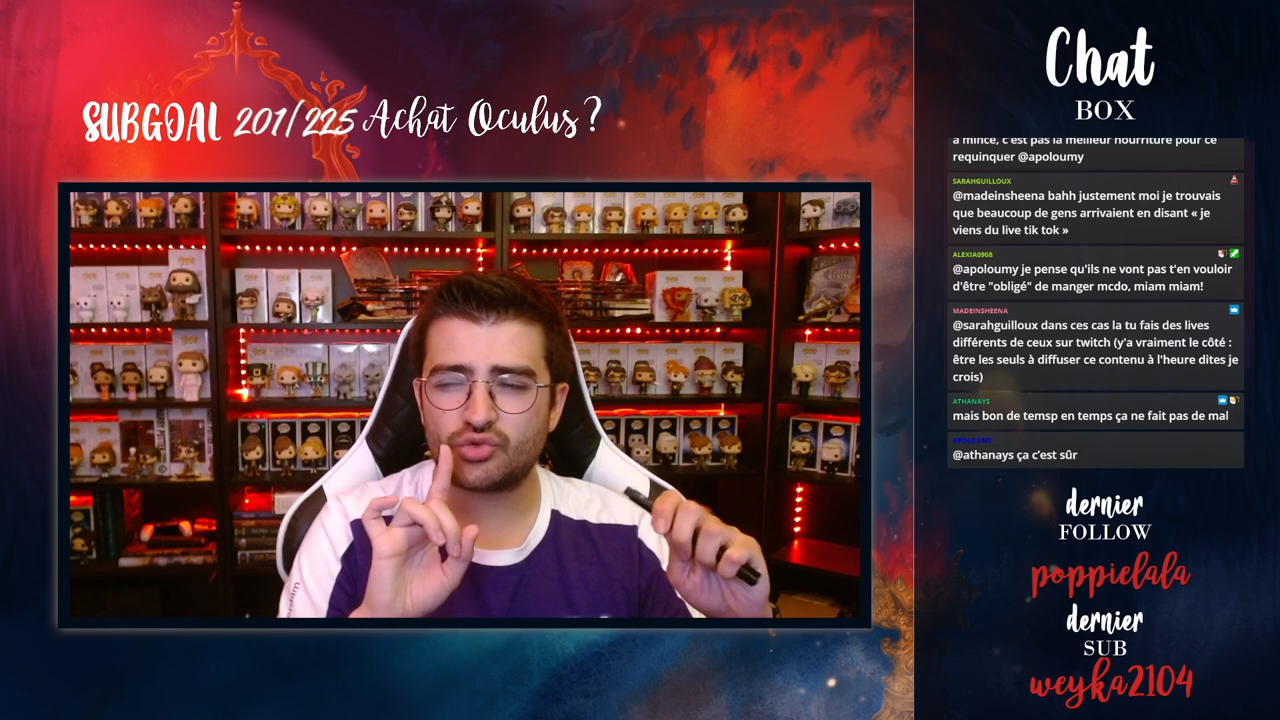 SUBGOAL 201/225 Achat Oculus?
Chat
BOX
a mince, c'est pas la meilleur nourriture pour ce
requinquer @apoloumy
SARAHGUILLOUX
@madeinsheena bahh justement moi je trouvais
que beaucoup de gens arrivaient en disant « je
viens du live tik tok »
ALEXIA0908
@apoloumy je pense qu'ils ne vont pas t'en vouloir
d'être "obligé" de manger mcdo, miam miam!
MADEINSHEENA
@sarahguilloux dans ces cas la tu fais des lives
différents de ceux sur twitch (y'a vraiment le côté :
être les seuls à diffuser ce contenu à l'heure dites je
crois)
ATHANAYS
mais bon de temsp en temps ça ne fait pas de mal
APOLOUMY
@athanays ça c'est sûr
dernier
FOLLOW
poppielala
dernier
SUB
weyka2104